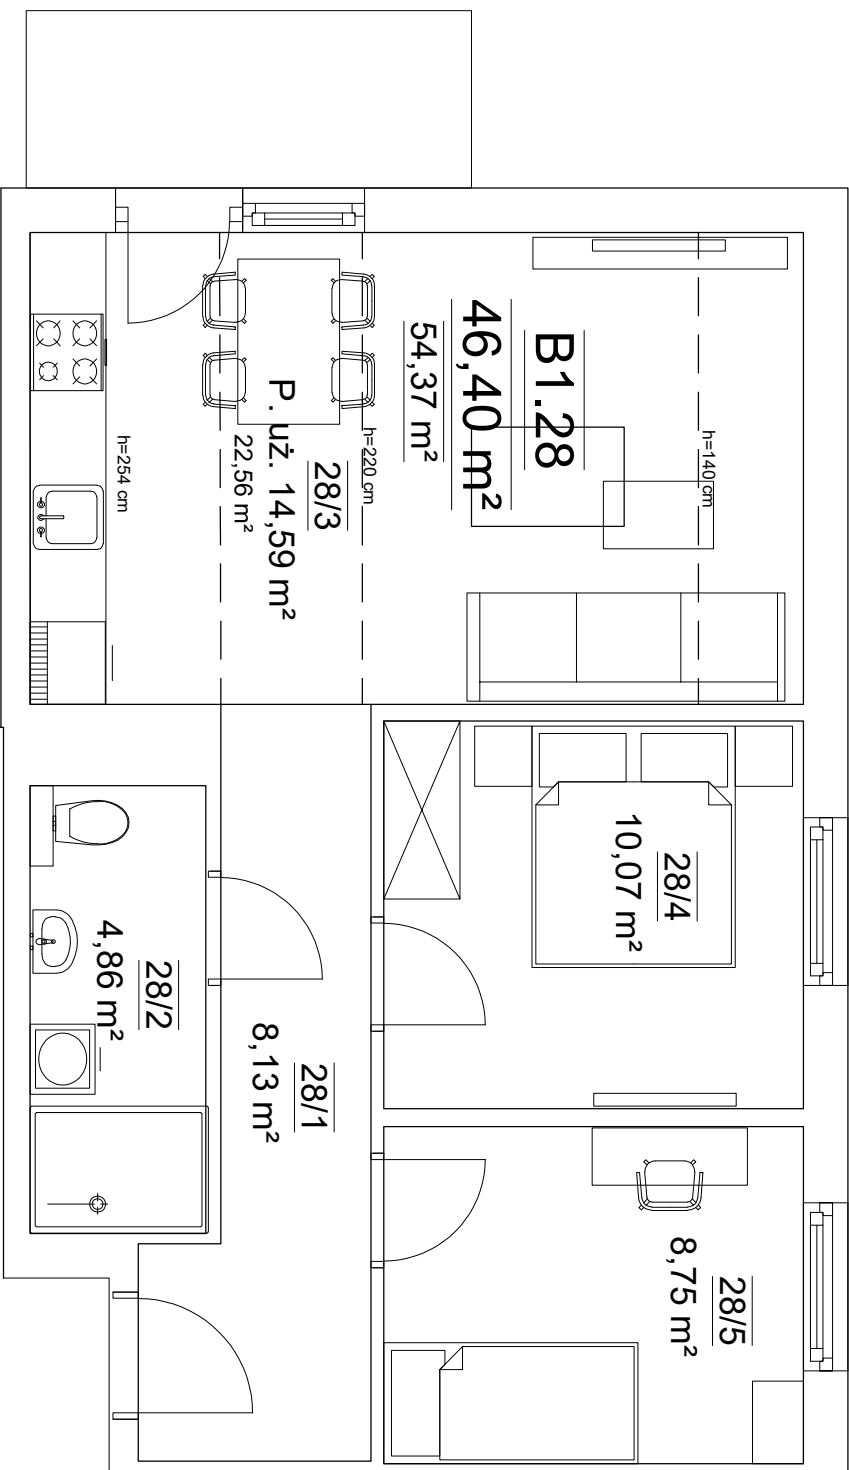 B1.28
46,40 m²
54,37 m²
h=140 cm
h=220 cm
h=254 cm
28/3
P. už. 14,59 m²
22,56 m²
28/4
10,07 m²
28/2
4,86 m²
28/1
8,13 m²
28/5
8,75 m²